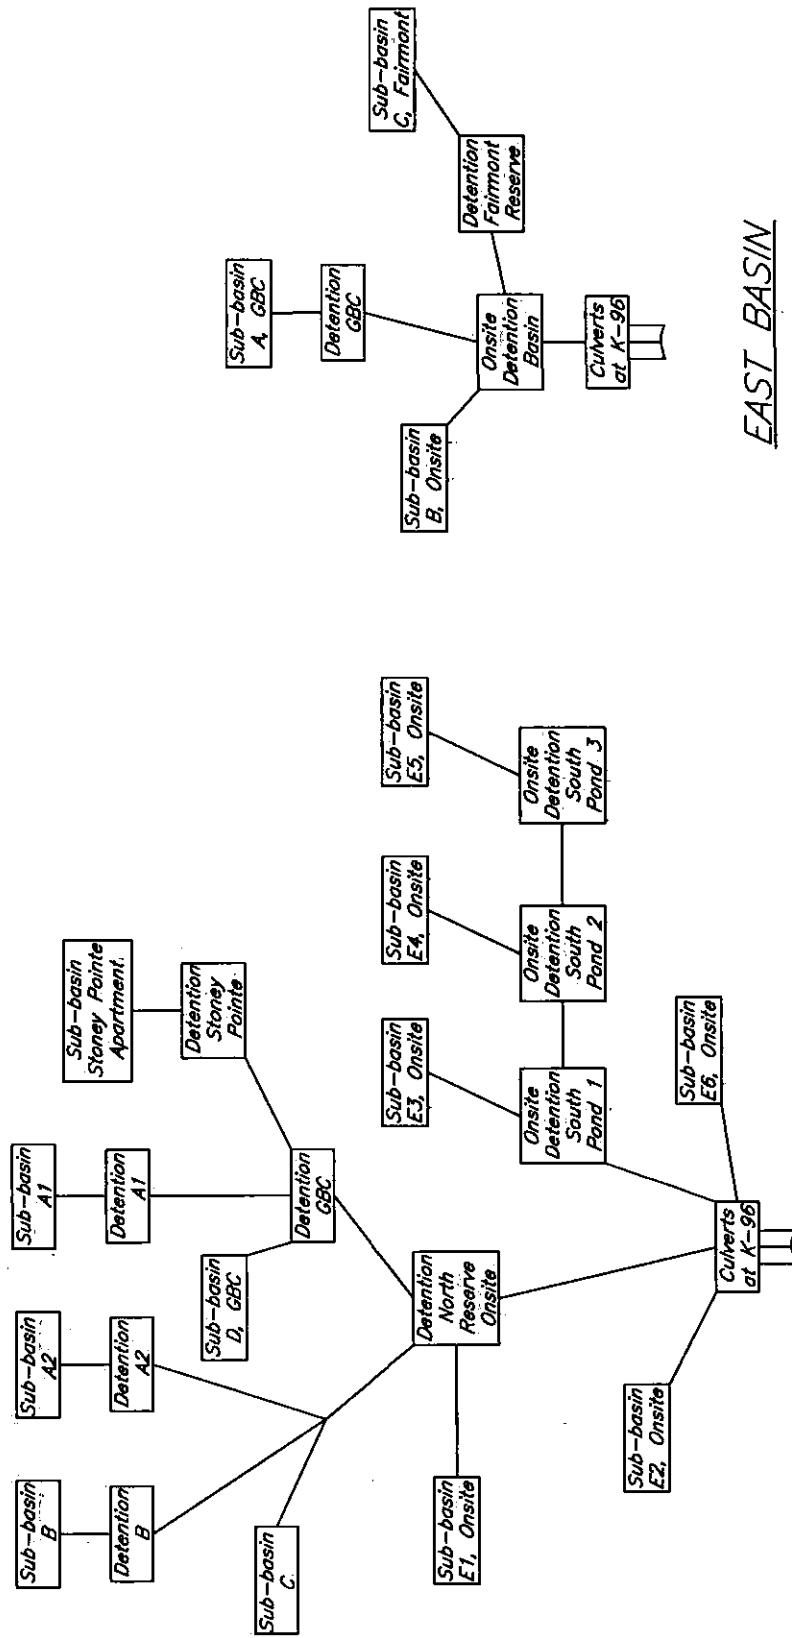 Sub-basin
B
Sub-basin
A2
Sub-basin
A1
Sub-basin
Stoney Pointe
Apartment
Detention
B
Detention
A2
Detention
A1
Detention
Stoney
Pointe
Sub-basin
C
Sub-basin
D, GBC
Detention
GBC
Sub-basin
E1, Onsite
Detention
North
Reserve
Onsite
Sub-basin
E3, Onsite
Sub-basin
E4, Onsite
Sub-basin
E5, Onsite
Onsite
Detention
South
Pond 1
Onsite
Detention
South
Pond 2
Onsite
Detention
South
Pond 3
Sub-basin
E2, Onsite
Culverts
at K-96
Sub-basin
E6, Onsite
Sub-basin
A, GBC
Detention
GBC
Sub-basin
C, Fairmont
Detention
Fairmont
Reserve
Sub-basin
B, Onsite
Onsite
Detention
Basin
Culverts
at K-96
EAST BASIN